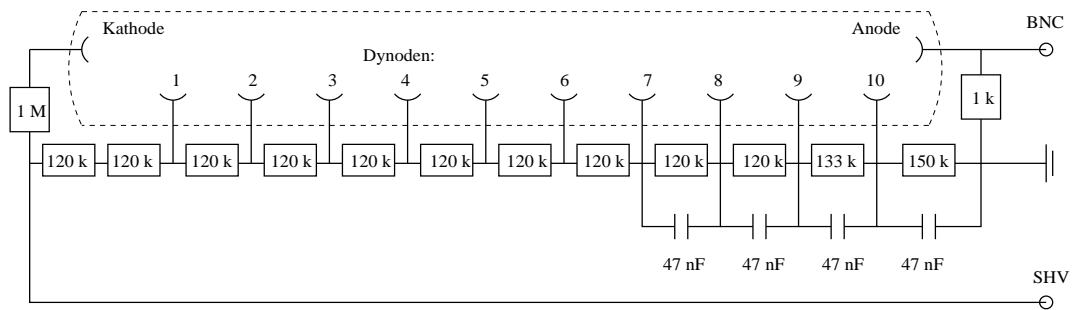 Kathode
Anode
BNC
Dynoden:
1 2 3 4 5 6 7 8 9 10
1 M
1 k
120 k 120 k 120 k 120 k 120 k 120 k 120 k 120 k 120 k 120 k 133 k 150 k
47 nF 47 nF 47 nF 47 nF
SHV